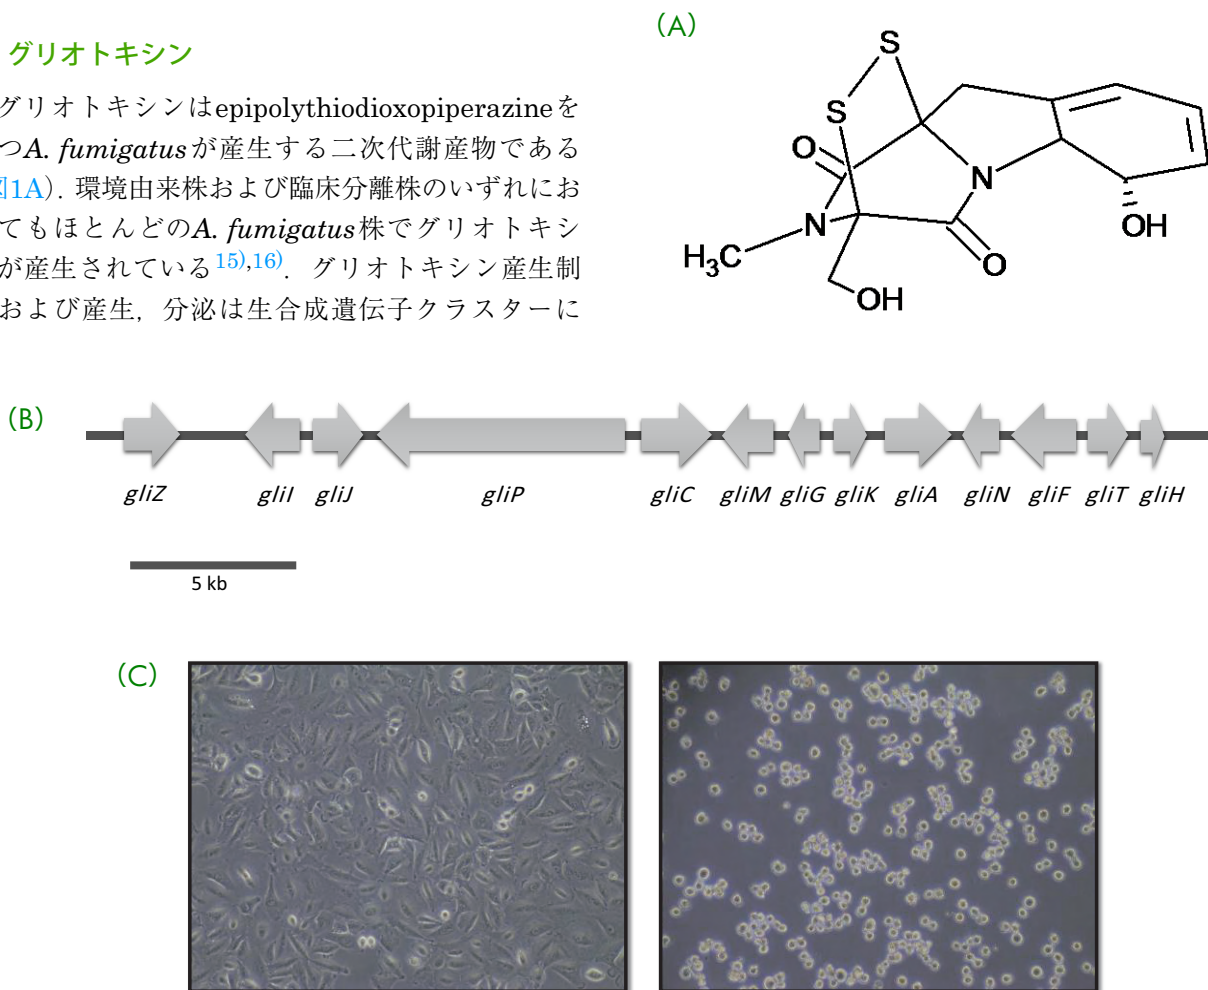 グリオトキシン
グリオトキシンはepipolythiodioxopiperazineを
つA. fumigatusが産生する二次代謝産物である
図1A）．環境由来株および臨床分離株のいずれにお
てもほとんどのA. fumigatus株でグリオトキシ
が産生されている15),16)．グリオトキシン産生制
および産生，分泌は生合成遺伝子クラスターに
（A）
S
S
O
N
N
H3C
O
OH
OH
（B）
gliZ gliI gliJ gliP gliC gliM gliG gliK gliA gliN gliF gliT gliH
5 kb
（C）